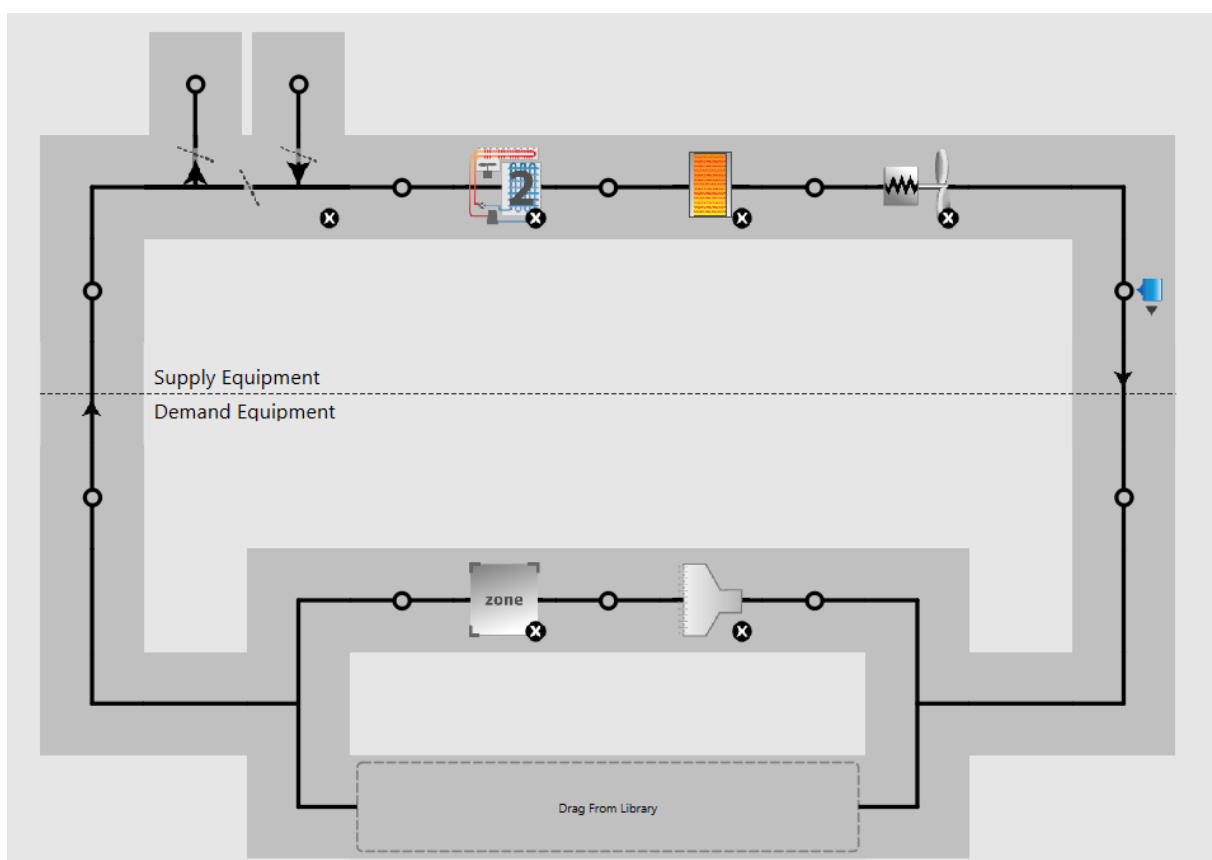 2
X
X
X
X
Supply Equipment
Demand Equipment
zone
X
X
Drag From Library